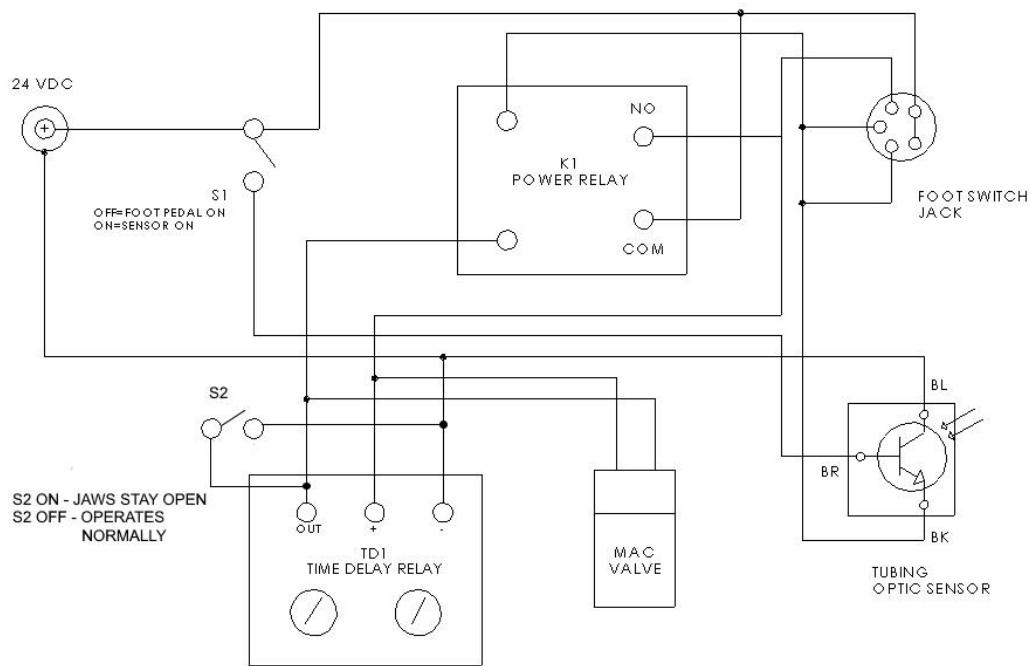 24 VDC
+
S1
OFF=FOOT PEDAL ON
ON=SENSOR ON
NO
K1
POWER RELAY
COM
FOOT SWITCH
JACK
S2
S2 ON - JAWS STAY OPEN
S2 OFF - OPERATES
NORMALLY
OUT
+
-
TD1
TIME DELAY RELAY
MAC
VALVE
BL
BR
BK
TUBING
OPTIC SENSOR